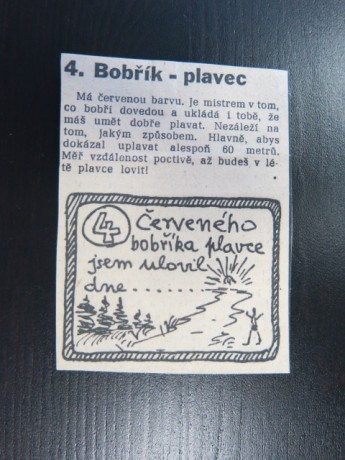 4. Bobřík - plavec
Má červenou barvu. Je mistrem v tom,
co bobři dovedou a ukládá i tobě, že
máš umět dobře plavat. Nezáleží na
tom, jakým způsobem. Hlavně, abys
dokázal uplavat alespoň 60 metrů.
Měř vzdálenost poctivě, až budeš v lé-
tě plavce lovit!
4 Červeného
bobříka plavce
jsem ulovil
dne.......